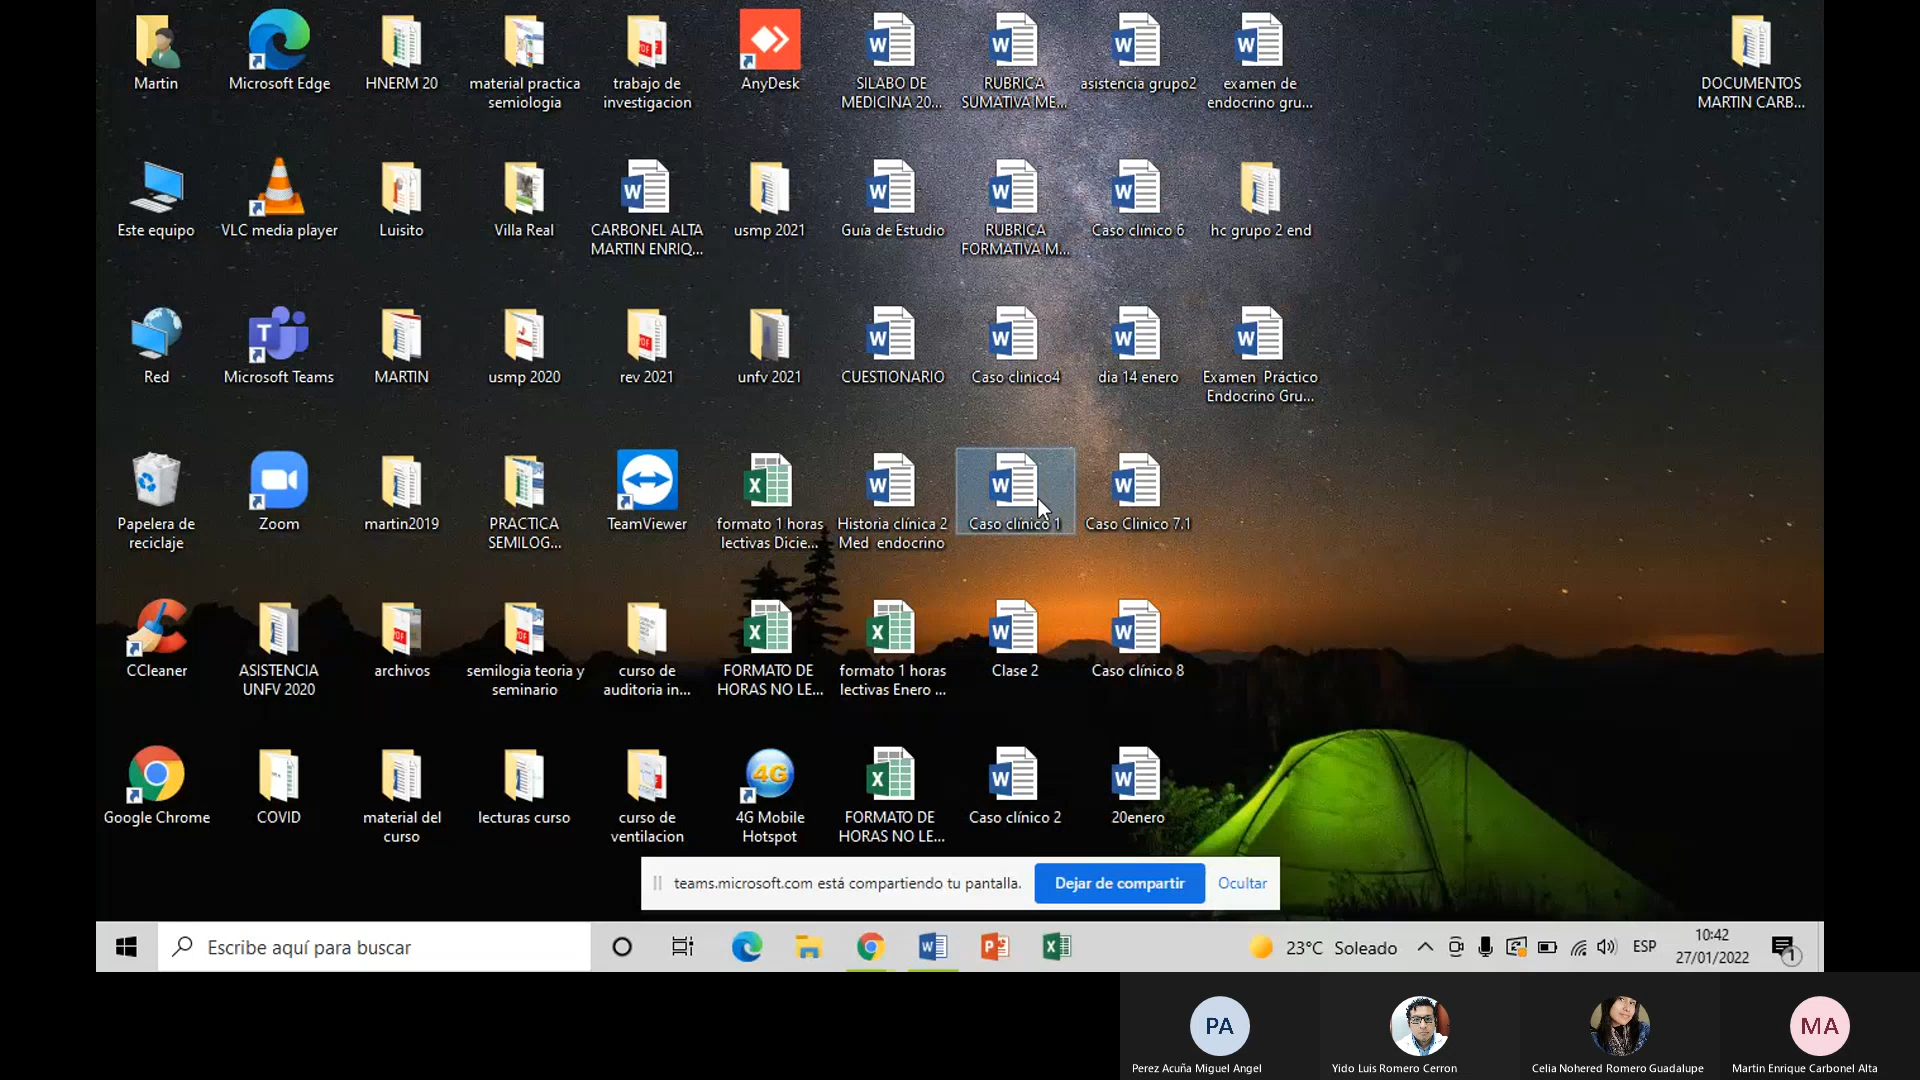 Martin
Microsoft Edge
HNERM 20
material practica
semiologia
trabajo de
investigacion
AnyDesk
SILABO DE
MEDICINA 20...
RUBRICA
SUMATIVA ME...
asistencia grupo2
examen de
endocrino gru...
DOCUMENTOS
MARTIN CARB...
Este equipo
VLC media player
Luisito
Villa Real
CARBONEL ALTA
MARTIN ENRIQ...
usmp 2021
Guía de Estudio
RUBRICA
FORMATIVA M...
Caso clínico 6
hc grupo 2 end
Red
Microsoft Teams
MARTIN
usmp 2020
rev 2021
unfv 2021
CUESTIONARIO
Caso clinico4
dia 14 enero
Examen Práctico
Endocrino Gru...
Papelera de
reciclaje
Zoom
martin2019
PRACTICA
SEMILOG...
TeamViewer
formato 1 horas
lectivas Dicie...
Historia clínica 2
Med endocrino
Caso clínico 1
Caso Clinico 7.1
CCleaner
ASISTENCIA
UNFV 2020
archivos
semilogia teoria y
seminario
curso de
auditoria in...
FORMATO DE
HORAS NO LE...
formato 1 horas
lectivas Enero ...
Clase 2
Caso clínico 8
Google Chrome
COVID
material del
curso
lecturas curso
curso de
ventilacion
4G
4G Mobile
Hotspot
FORMATO DE
HORAS NO LE...
Caso clínico 2
20enero
teams.microsoft.com está compartiendo tu pantalla.
Dejar de compartir
Ocultar
Escribe aquí para buscar
23°C Soleado
ESP
10:42
27/01/2022
1
PA
MA
Perez Acuña Miguel Angel
Yido Luis Romero Cerron
Celia Nohered Romero Guadalupe
Martin Enrique Carbonel Alta